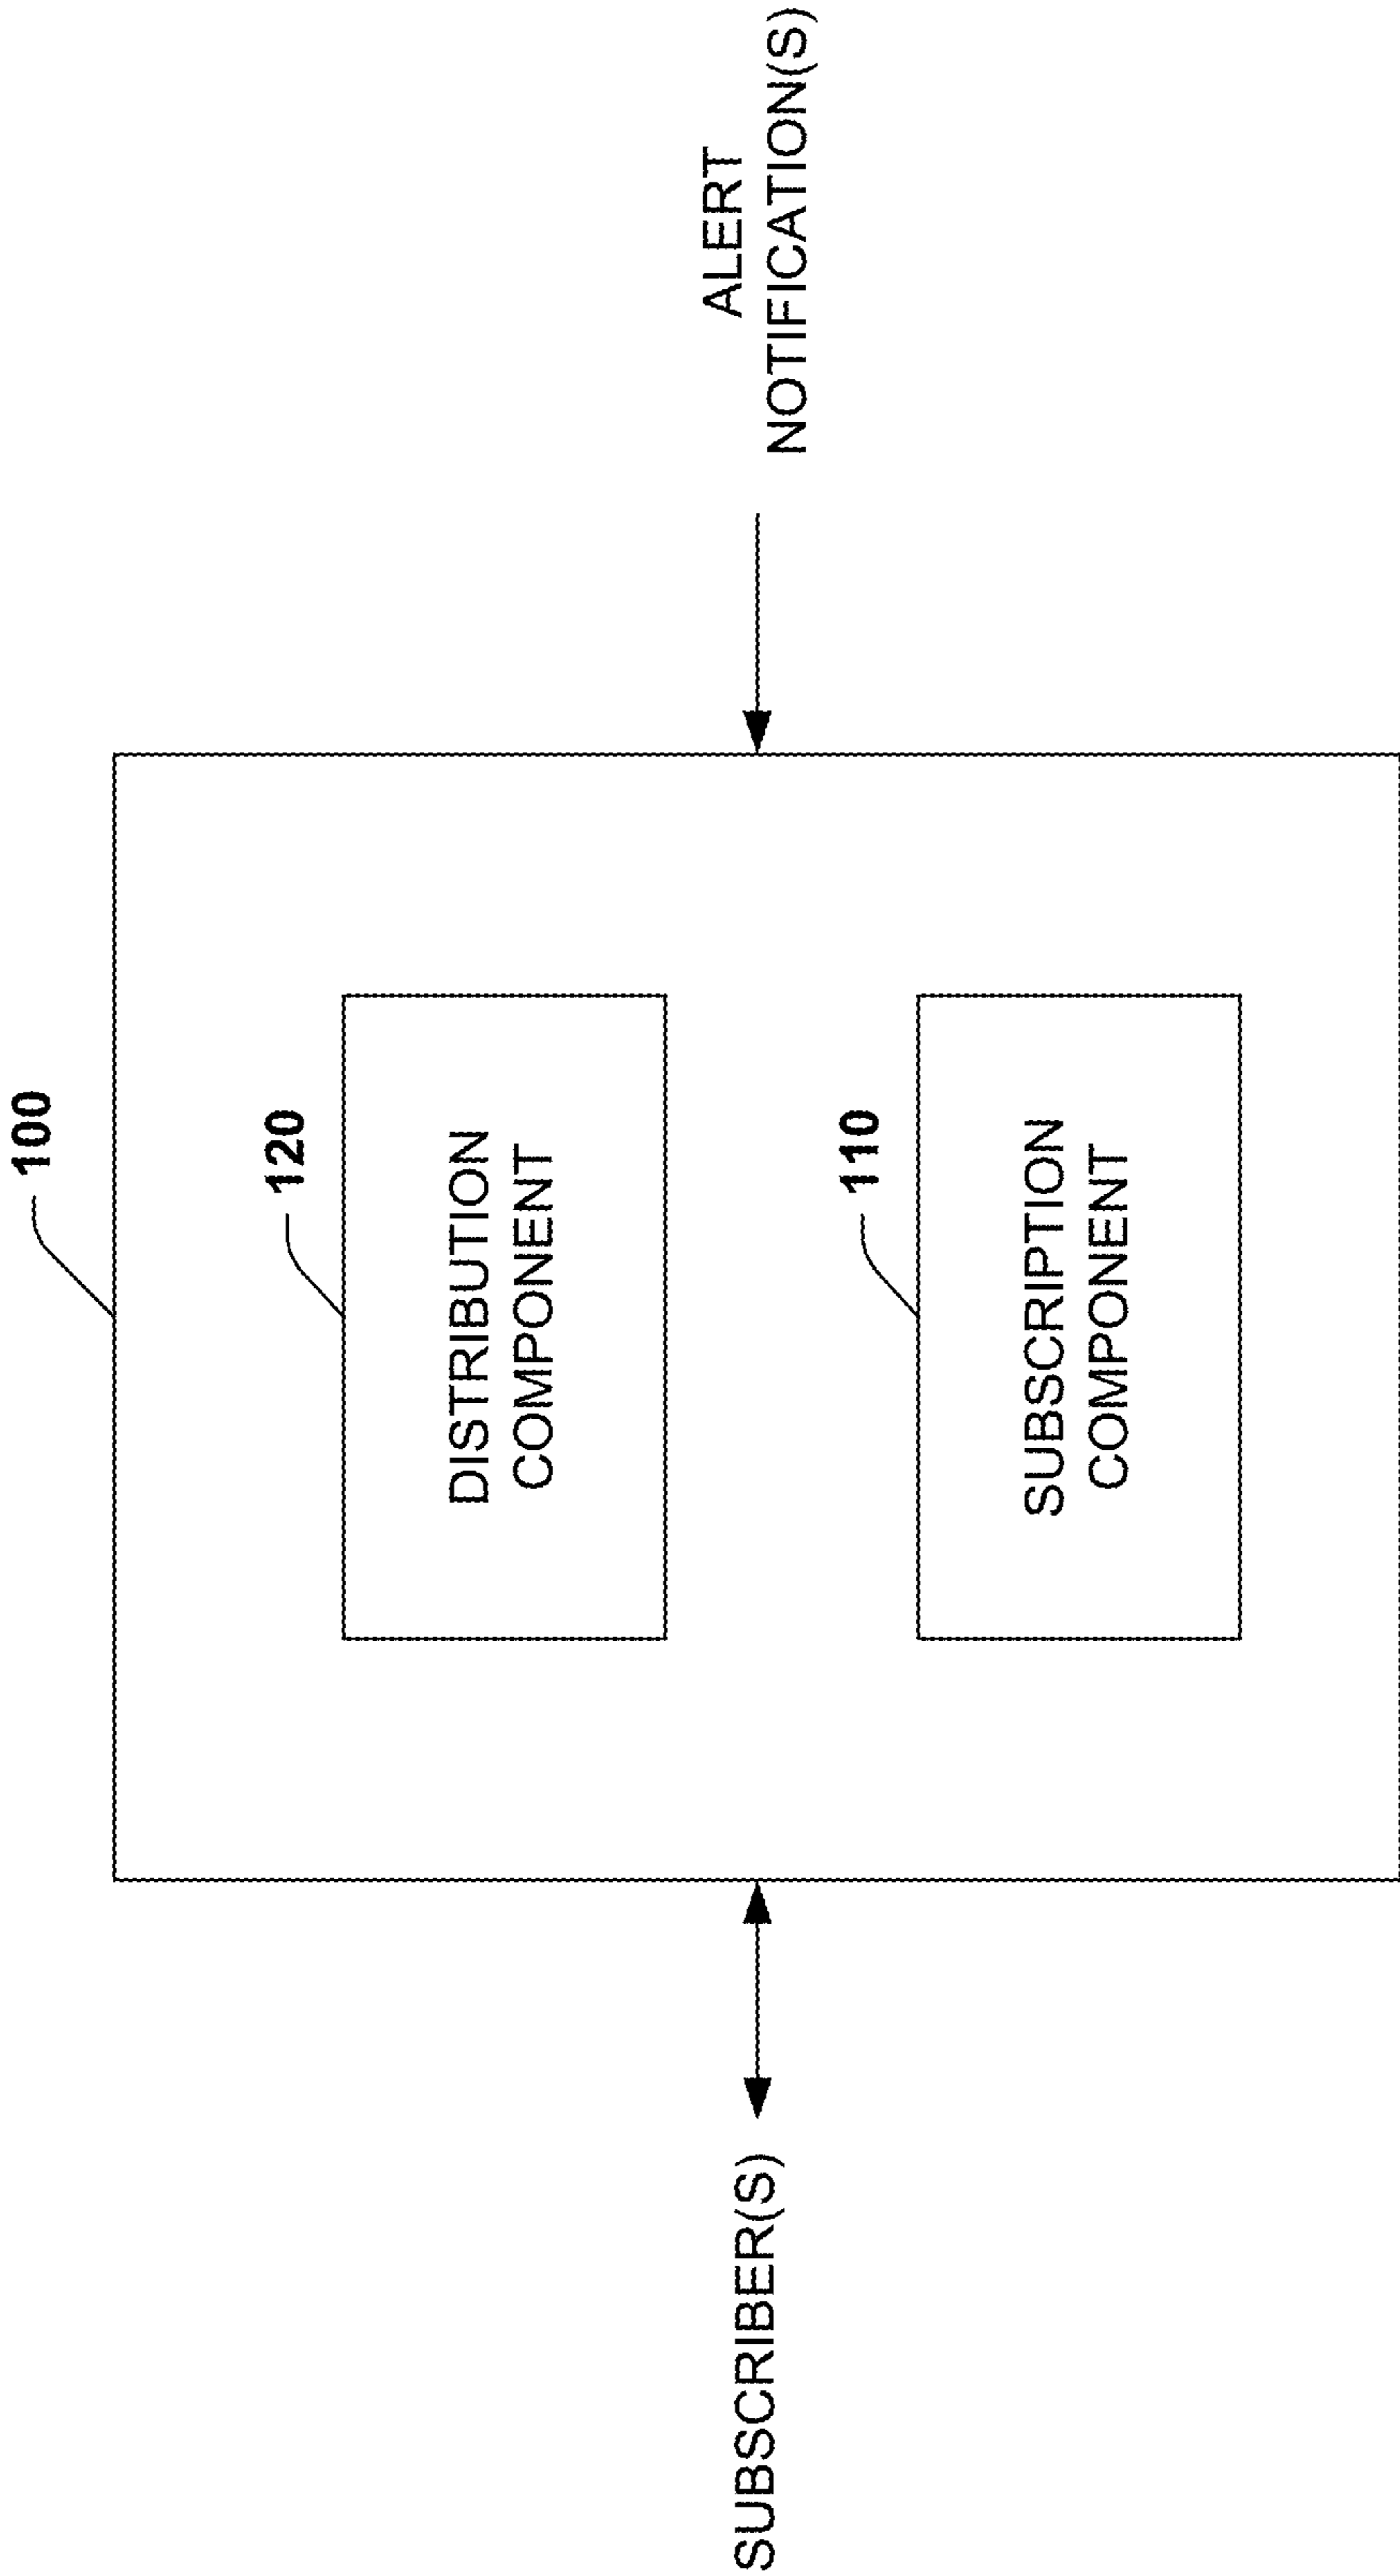 100
120
DISTRIBUTION
COMPONENT
110
SUBSCRIPTION
COMPONENT
SUBSCRIBER(S)
ALERT
NOTIFICATION(S)